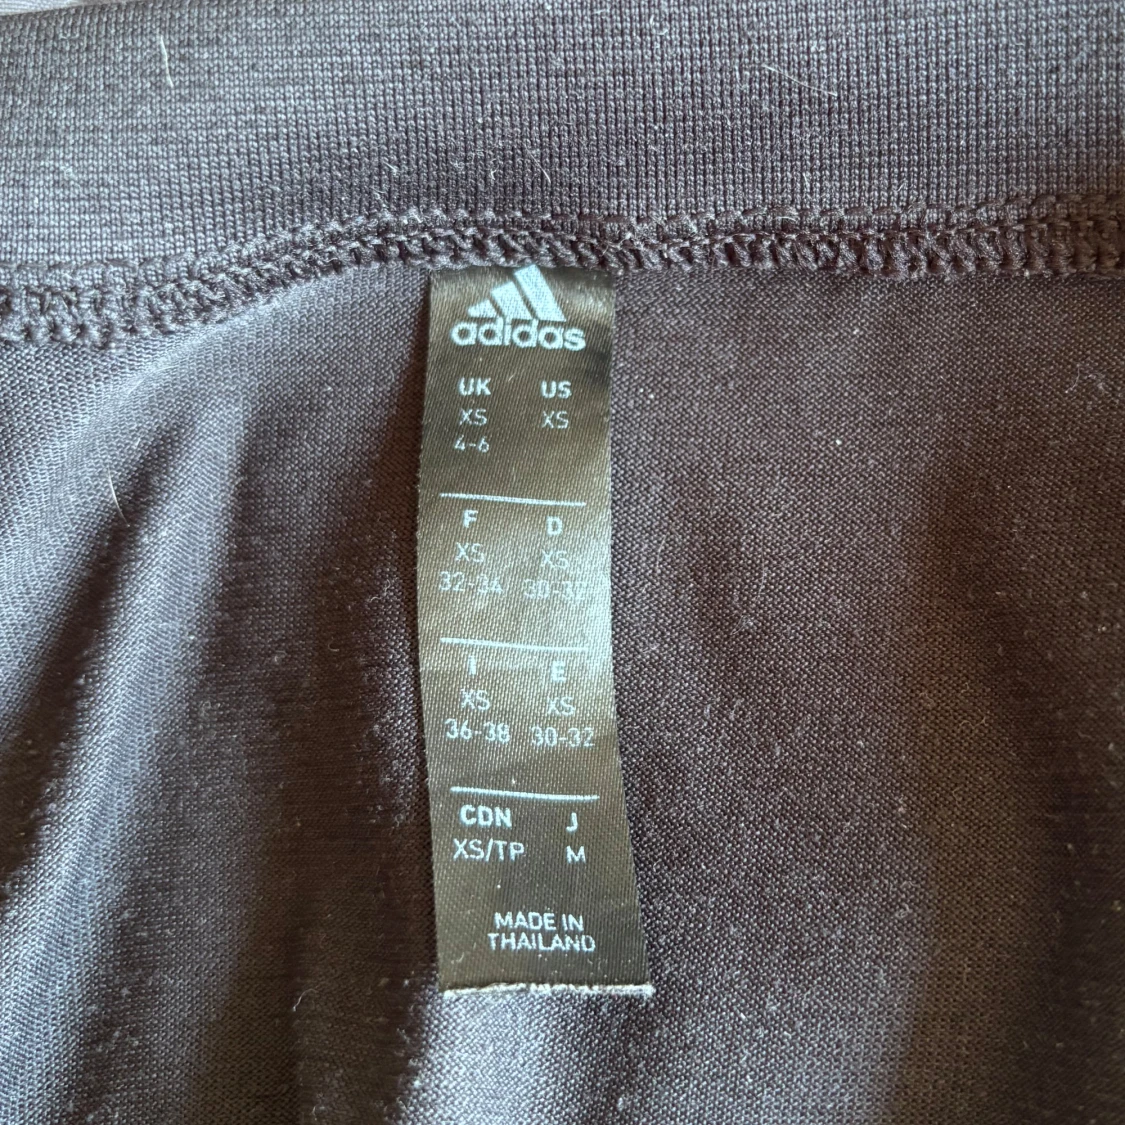 adidas
UK US
XS XS
4-6
F D
XS XS
32-34 30-32
I E
XS XS
36-38 30-32
CDN J
XS/TP M
MADE IN
THAILAND